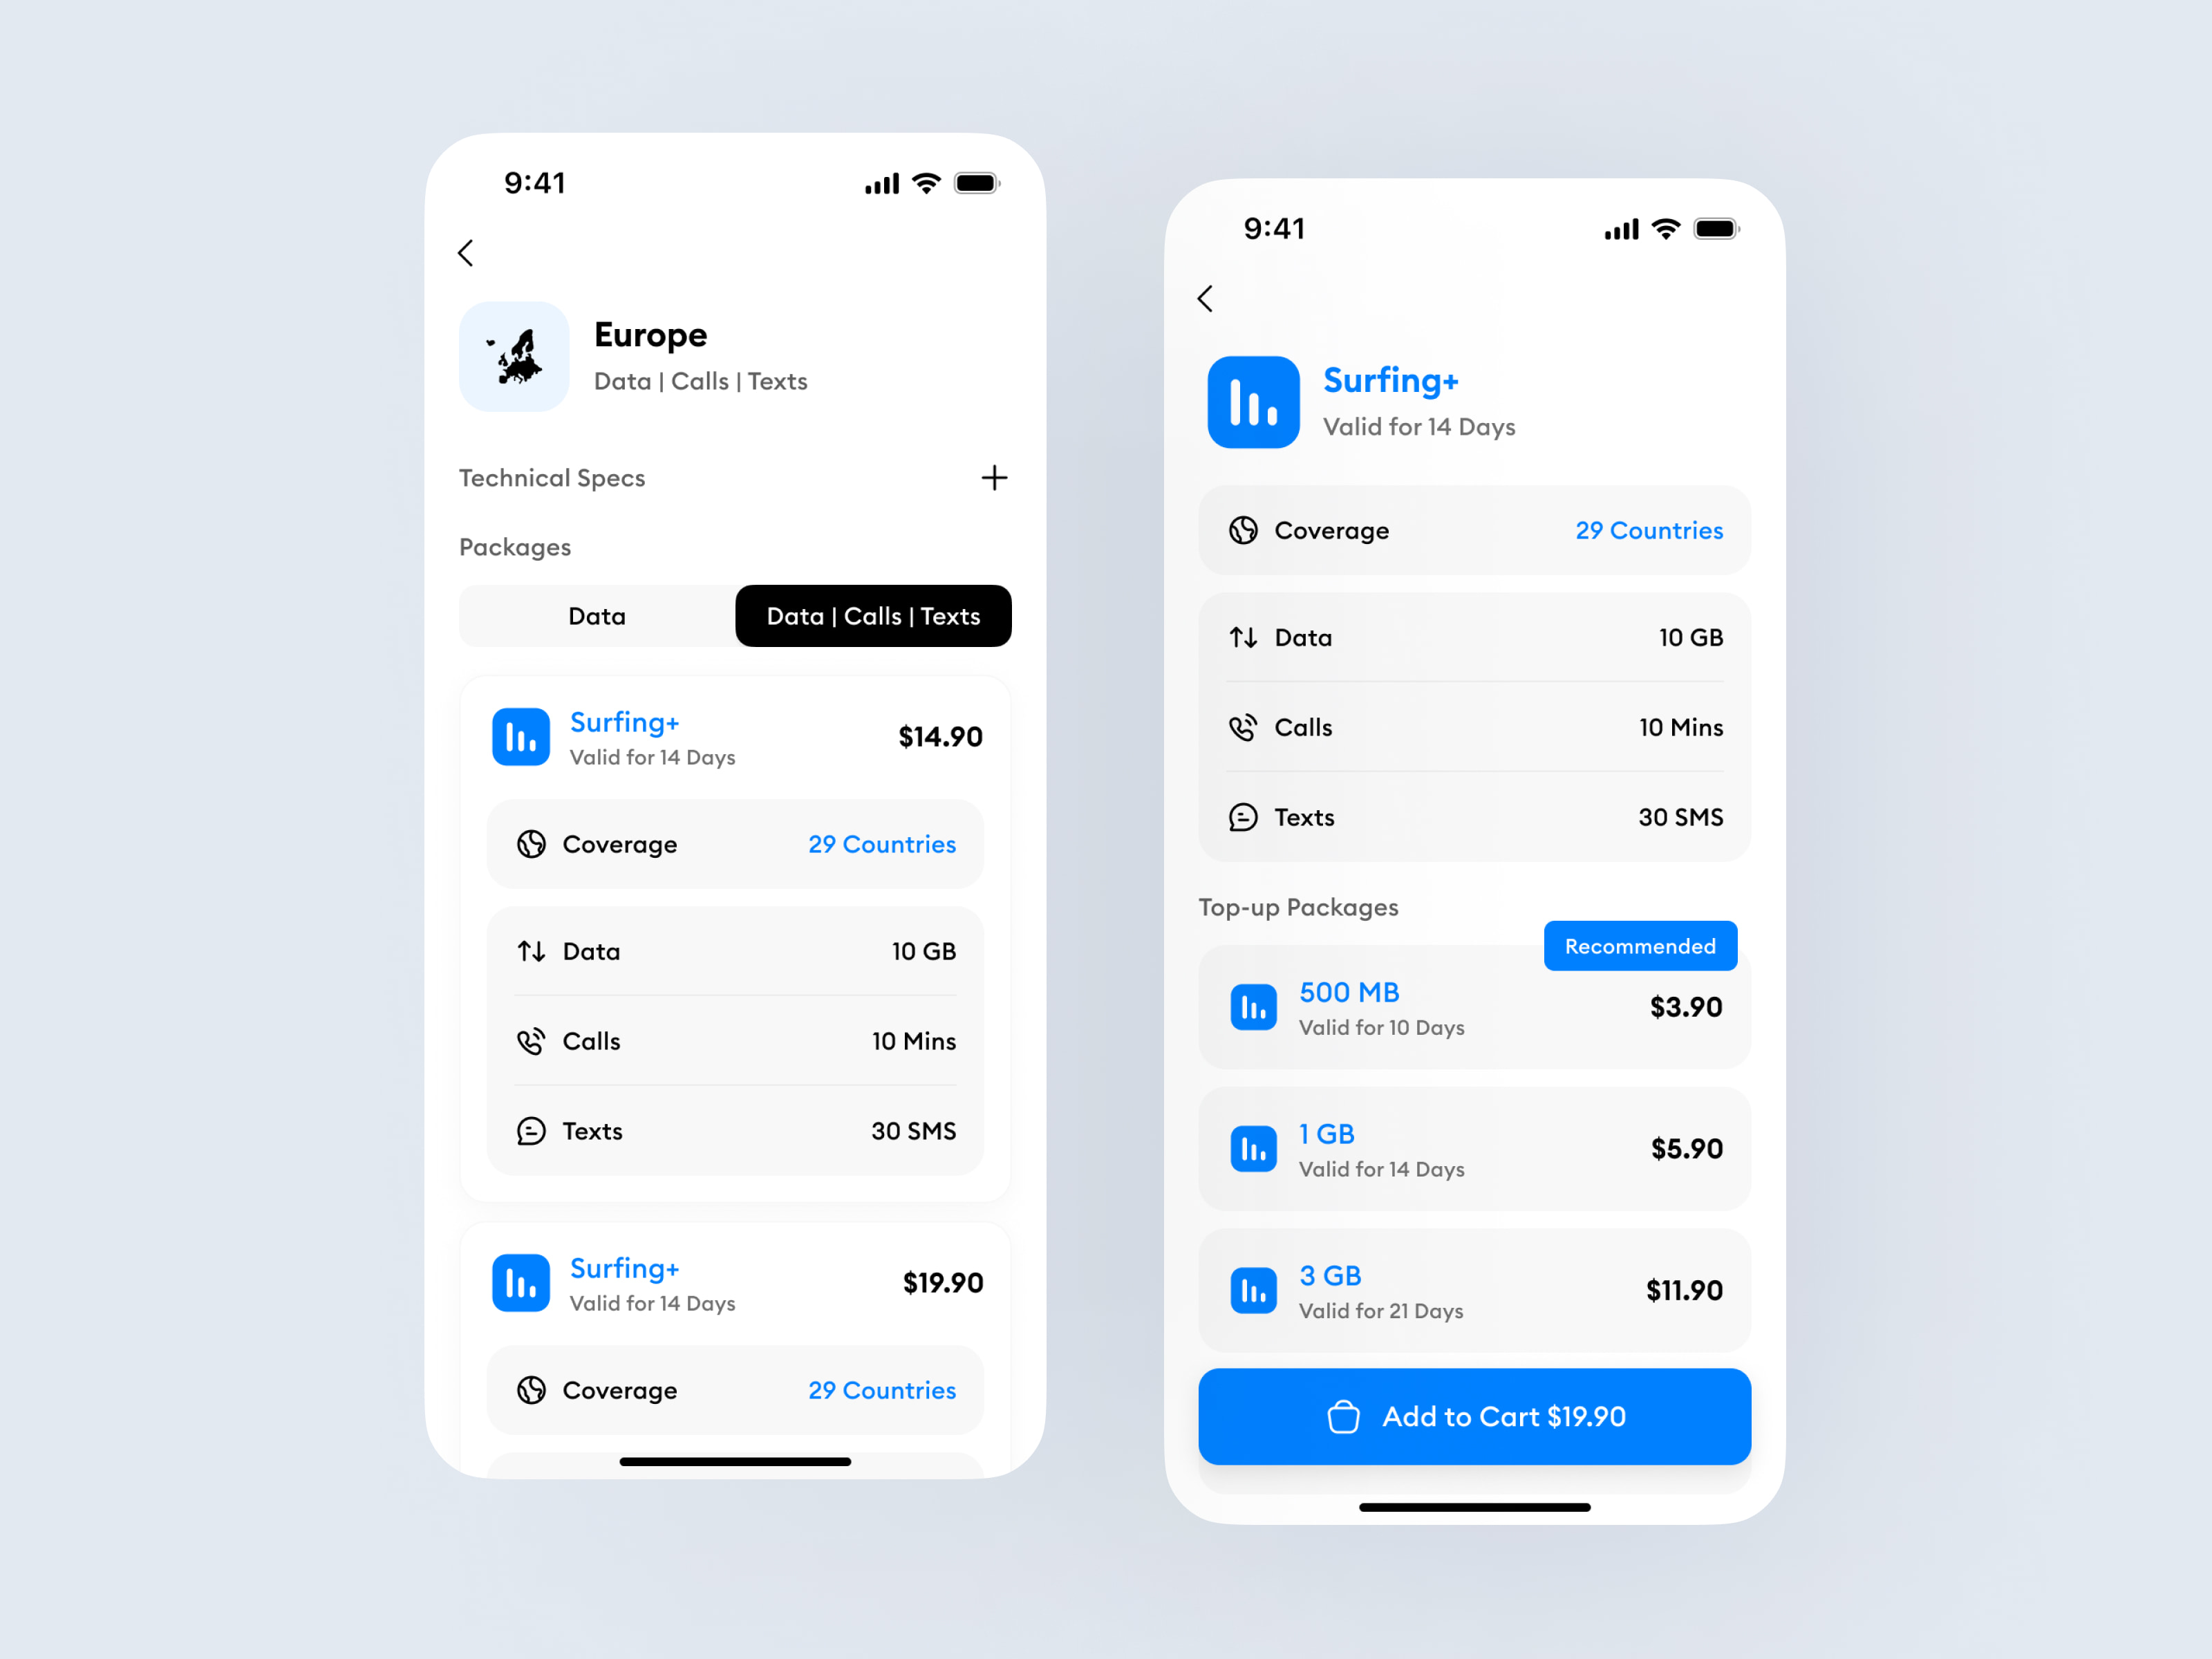 9:41
Europe
Data | Calls | Texts
Technical Specs
Packages
Data
Data | Calls | Texts
Surfing+
Valid for 14 Days
$14.90
Coverage
29 Countries
Data
10 GB
Calls
10 Mins
Texts
30 SMS
Surfing+
Valid for 14 Days
$19.90
Coverage
29 Countries
9:41
Surfing+
Valid for 14 Days
Coverage
29 Countries
Data
10 GB
Calls
10 Mins
Texts
30 SMS
Top-up Packages
Recommended
500 MB
Valid for 10 Days
$3.90
1 GB
Valid for 14 Days
$5.90
3 GB
Valid for 21 Days
$11.90
Add to Cart $19.90